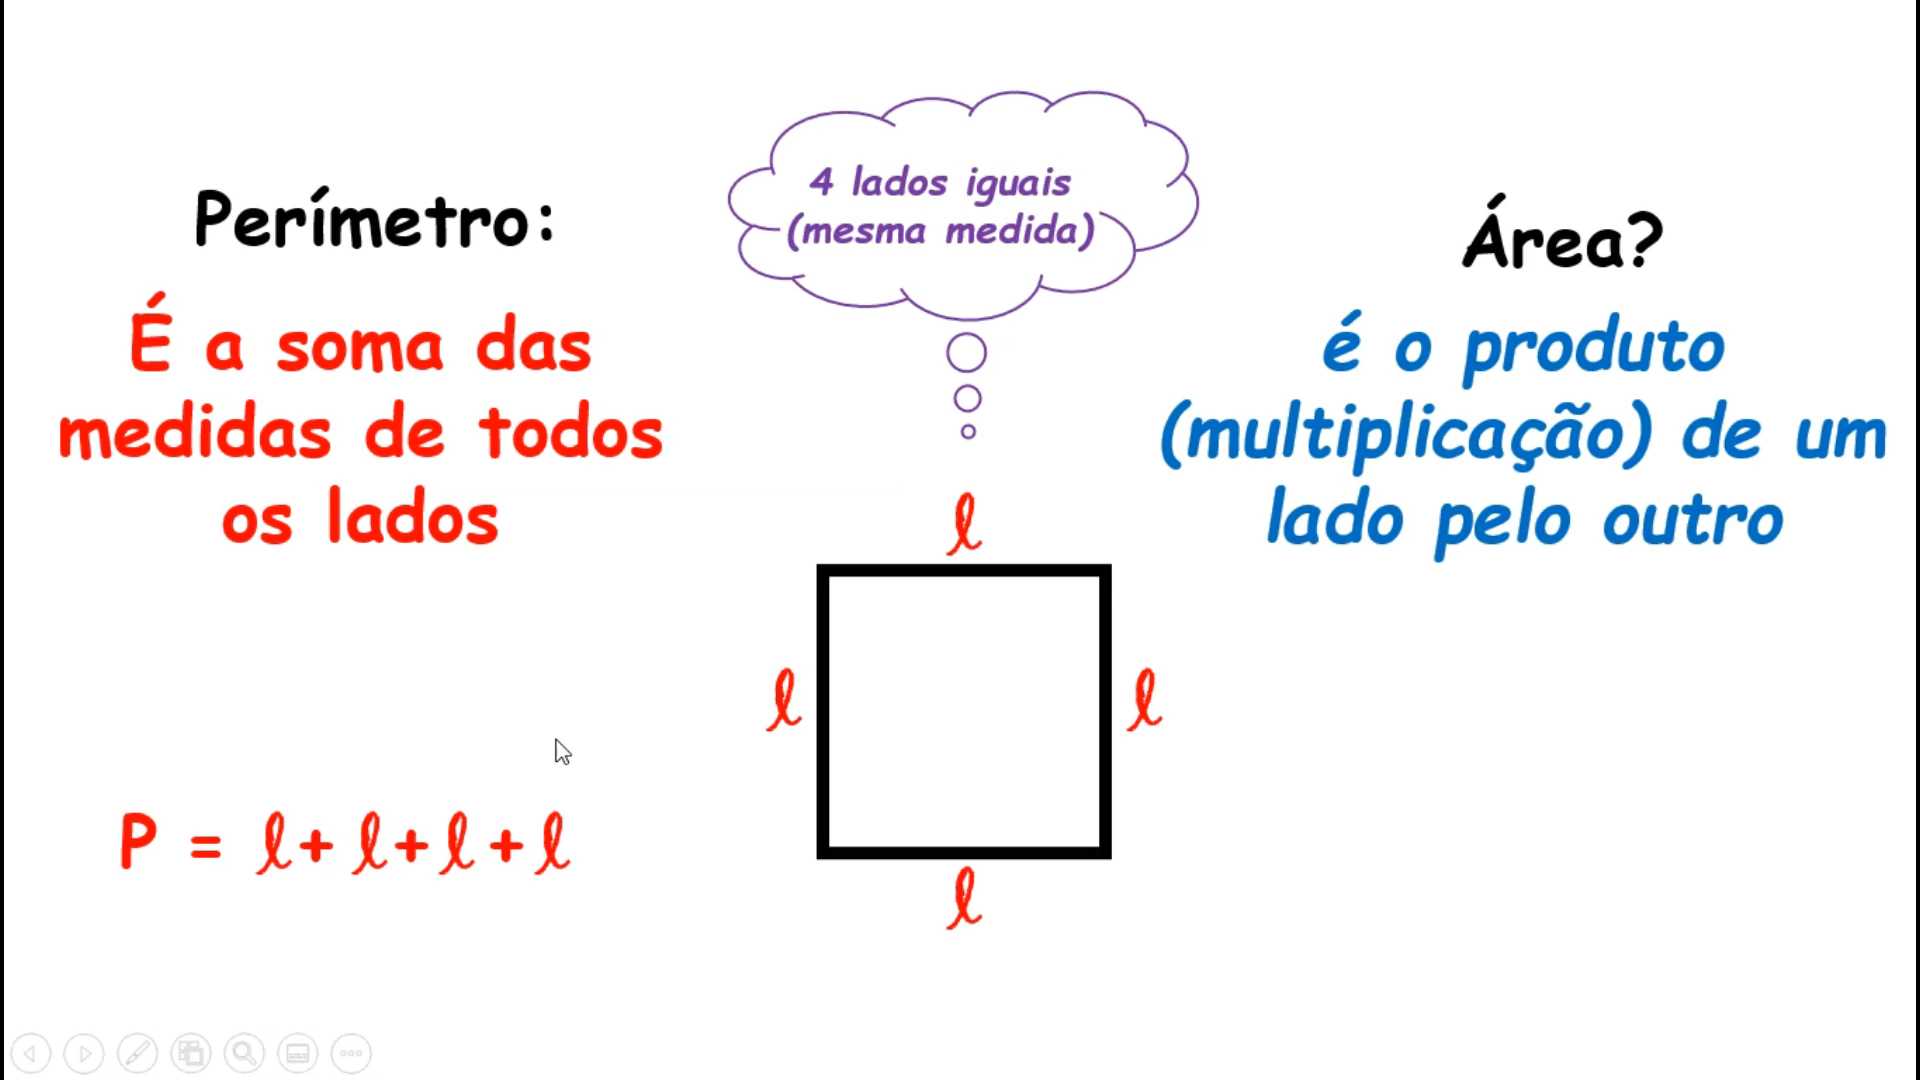 Perímetro:
É a soma das
medidas de todos
os lados
P = ℓ+ ℓ+ℓ+ℓ
4 lados iguais
(mesma medida)
ℓ
ℓ
ℓ
ℓ
Área?
é o produto
(multiplicação) de um
lado pelo outro